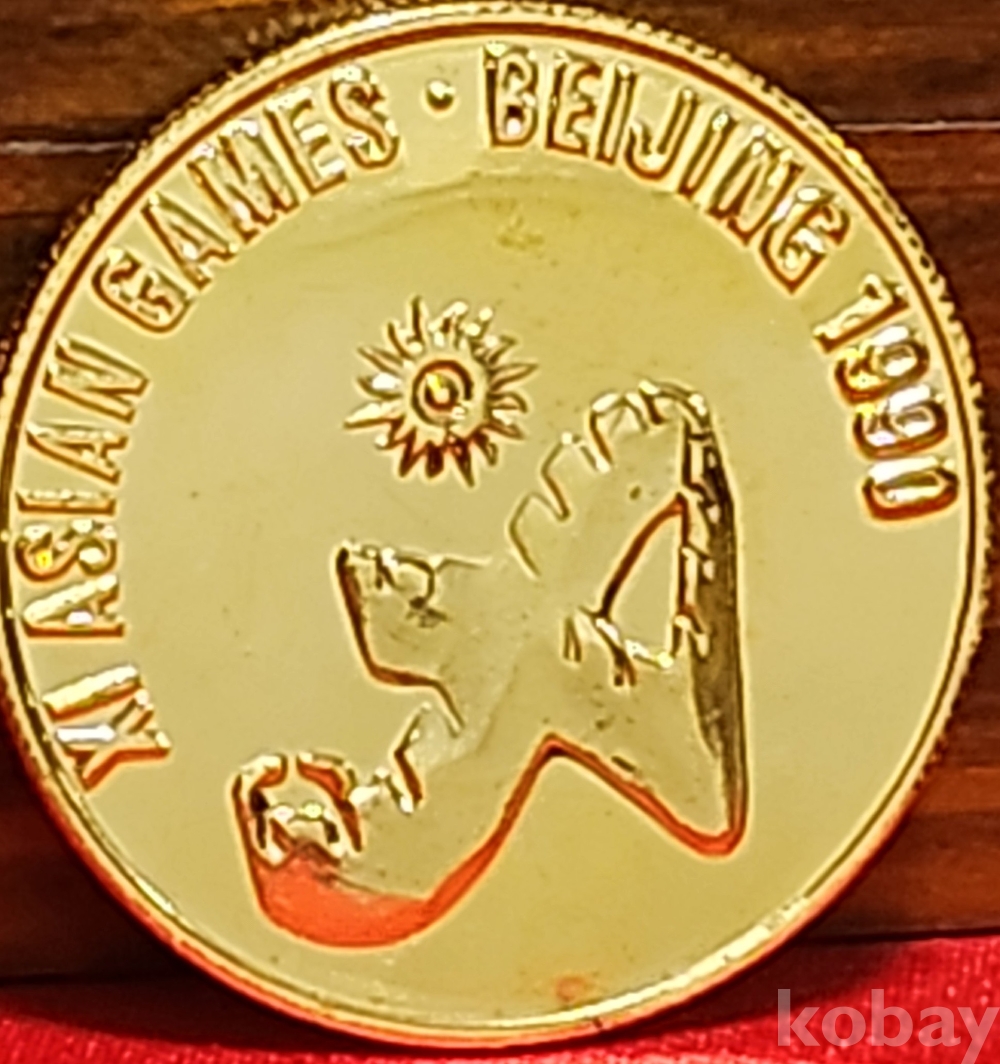 XI ASIAN GAMES · BEIJING 1990
kobay